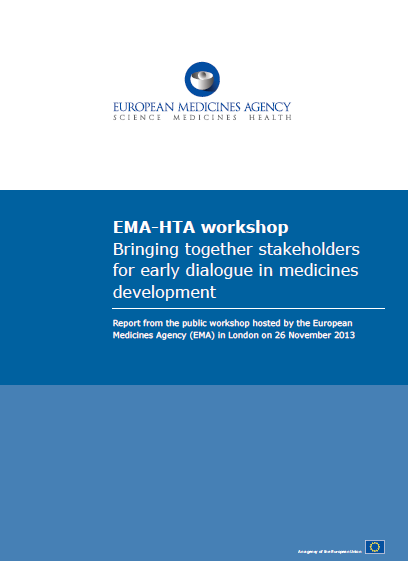 EUROPEAN MEDICINES AGENCY
SCIENCE MEDICINES HEALTH
EMA-HTA workshop
Bringing together stakeholders
for early dialogue in medicines
development
Report from the public workshop hosted by the European
Medicines Agency (EMA) in London on 26 November 2013
An agency of the European Union